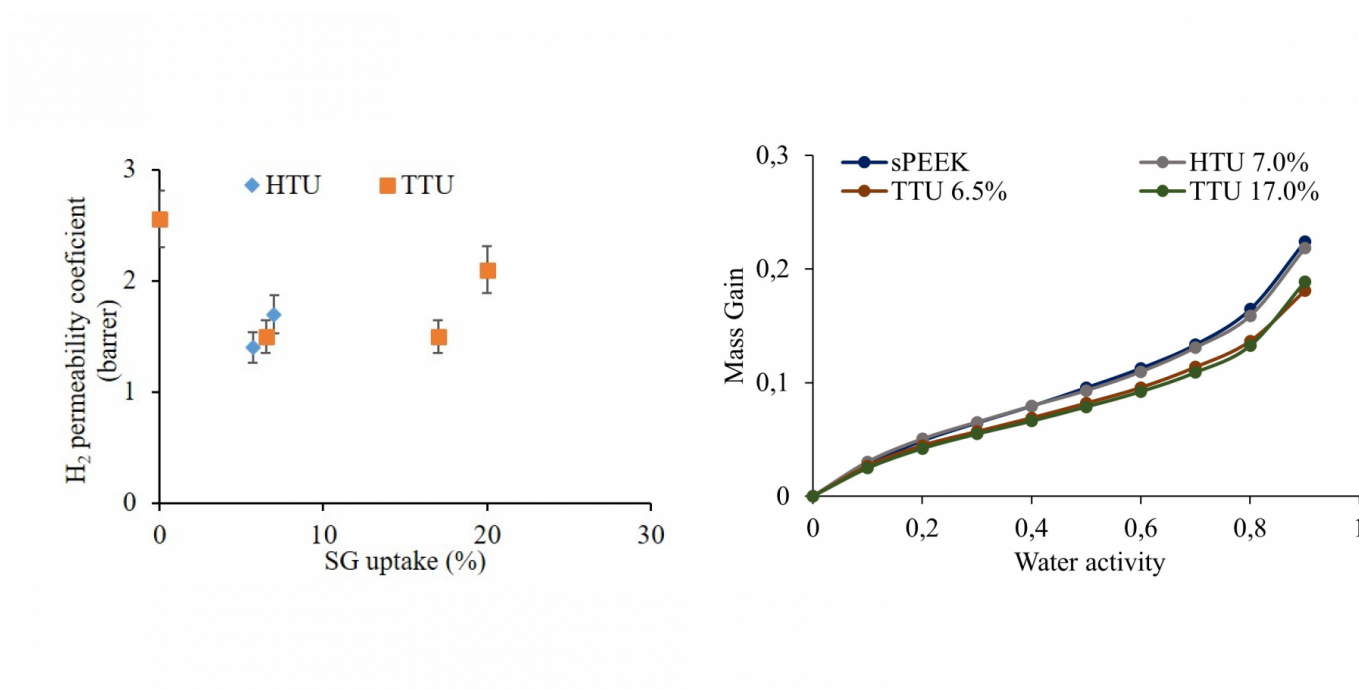 3
HTU
TTU
2
1
0
H₂ permeability coeficient
(barrer)
0
10
20
30
SG uptake (%)
0,3
sPEEK
HTU 7.0%
TTU 6.5%
TTU 17.0%
0,2
0,1
0
Mass Gain
0
0,2
0,4
0,6
0,8
1
Water activity